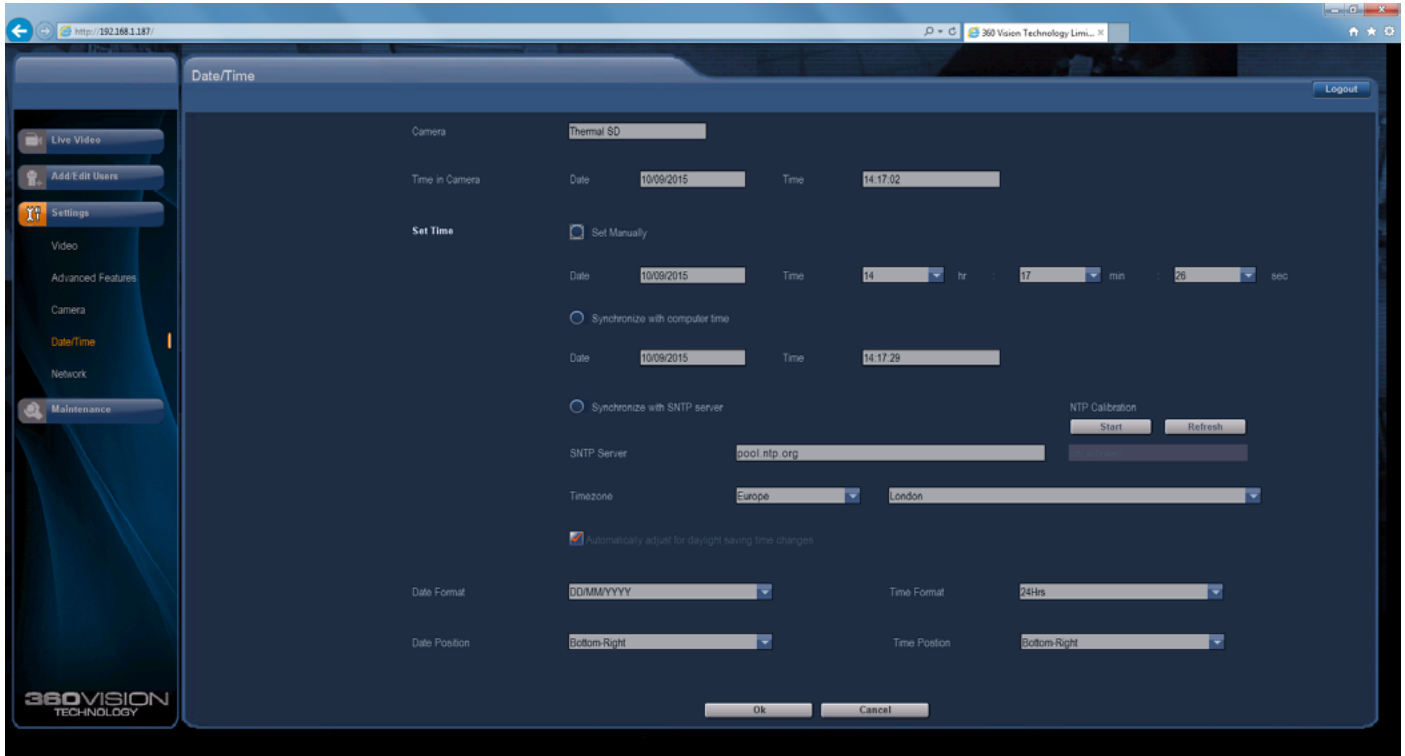 http://192.168.1.187/
360 Vision Technology Limi...
Date/Time
Logout
Camera Thermal SD
Live Video
Time in Camera Date 10/09/2015 Time 14:17:02
Add/Edit Users
Settings
Set Time Set Manually
Video
Date 10/09/2015 Time 14 hr : 17 min : 26 sec
Advanced Features
Camera
Synchronize with computer time
Date/Time
Date 10/09/2015 Time 14:17:29
Network
Maintenance
Synchronize with SNTP server NTP Calibration
Start Refresh
SNTP Server pool.ntp.org
Timezone Europe London
Automatically adjust for daylight saving time changes
Date Format DD/MM/YYYY Time Format 24Hrs
Date Position Bottom-Right Time Postion Bottom-Right
360VISION
TECHNOLOGY
Ok Cancel